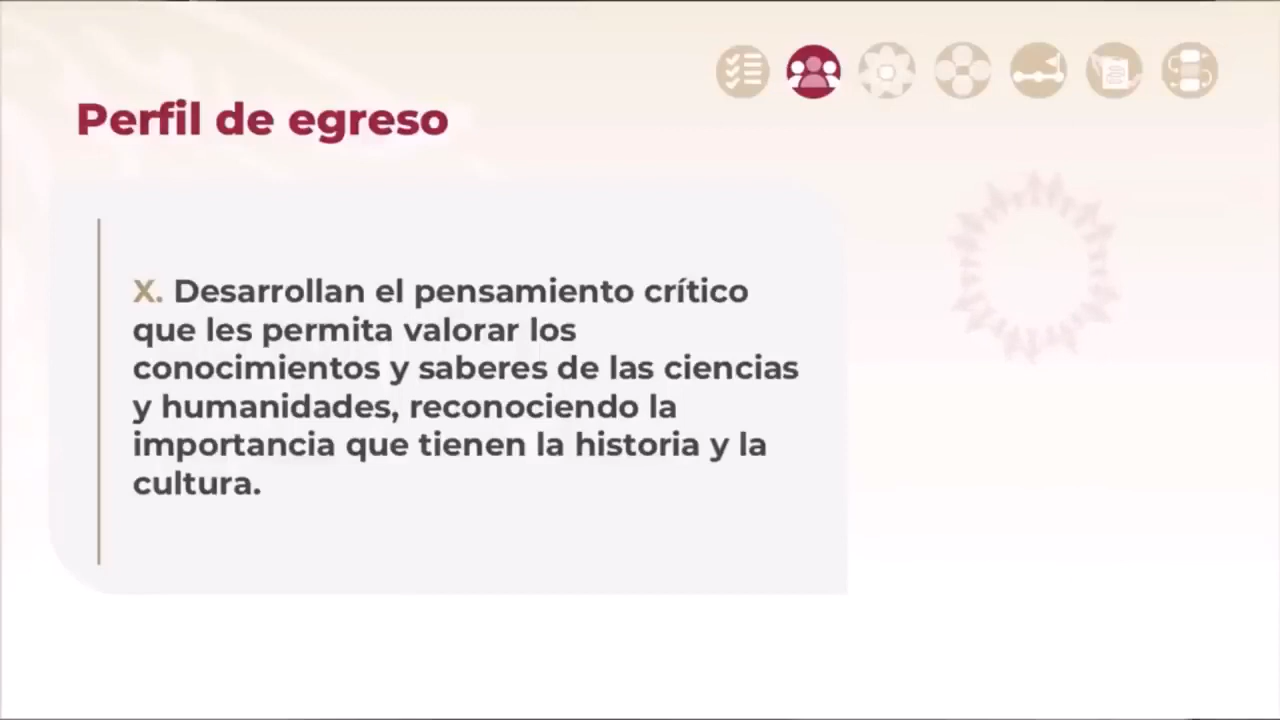 Perfil de egreso
X. Desarrollan el pensamiento crítico
que les permita valorar los
conocimientos y saberes de las ciencias
y humanidades, reconociendo la
importancia que tienen la historia y la
cultura.